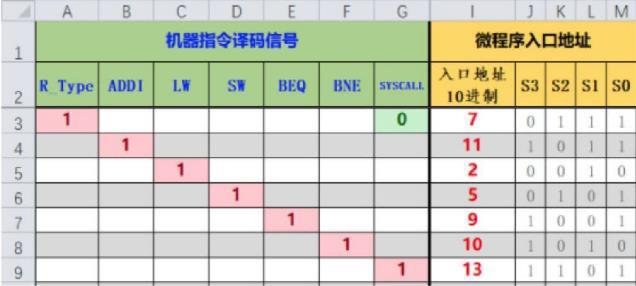 A B C D E F G I J K L M
1 机器指令译码信号 微程序入口地址
2 R_Type ADDI LW SW BEQ BNE SYSCALL 入口地址 10进制 S3 S2 S1 S0
3 1 0 7 0 1 1 1
4 1 11 1 0 1 1
5 1 2 0 0 1 0
6 1 5 0 1 0 1
7 1 9 1 0 0 1
8 1 10 1 0 1 0
9 1 13 1 1 0 1